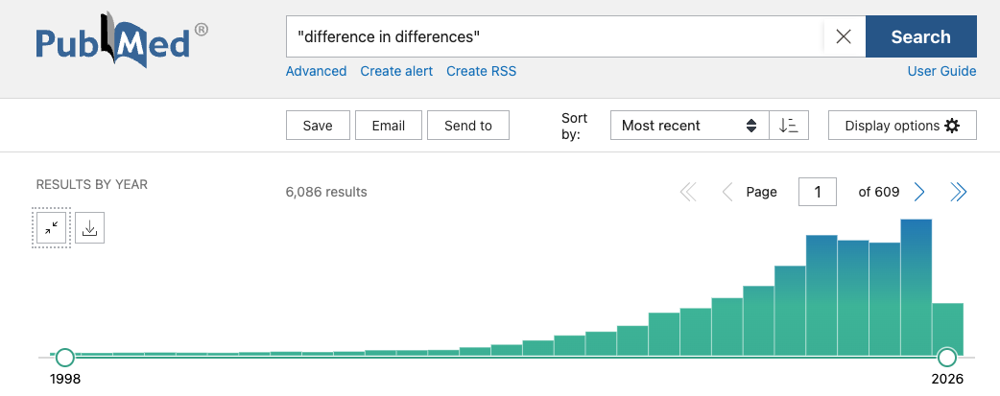 PubMed®
"difference in differences"
Search
Advanced Create alert Create RSS
User Guide
Save Email Send to
Sort by:
Most recent
Display options
RESULTS BY YEAR
6,086 results
Page 1 of 609
1998
2026